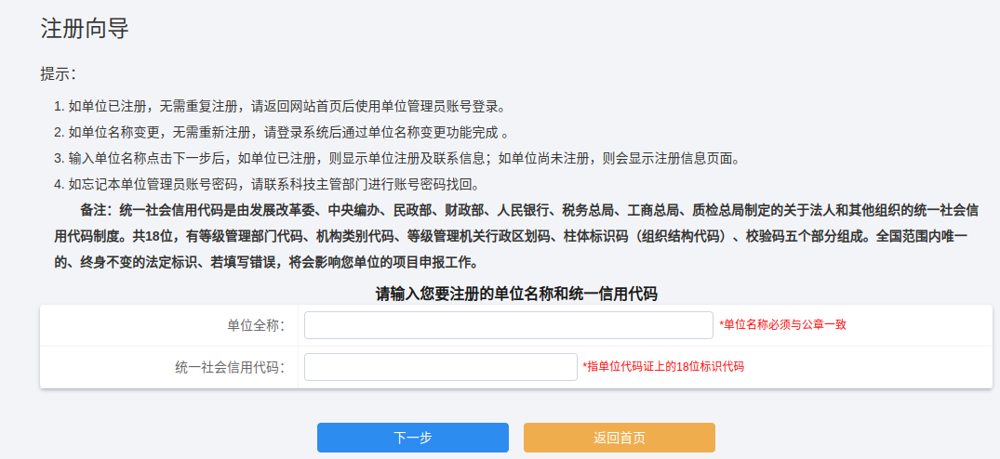 注册向导
提示：
1. 如单位已注册，无需重复注册，请返回网站首页后使用单位管理员账号登录。
2. 如单位名称变更，无需重新注册，请登录系统后通过单位名称变更功能完成 。
3. 输入单位名称点击下一步后，如单位已注册，则显示单位注册及联系信息；如单位尚未注册，则会显示注册信息页面。
4. 如忘记本单位管理员账号密码，请联系科技主管部门进行账号密码找回。
备注：统一社会信用代码是由发展改革委、中央编办、民政部、财政部、人民银行、税务总局、工商总局、质检总局制定的关于法人和其他组织的统一社会信
用代码制度。共18位，有等级管理部门代码、机构类别代码、等级管理机关行政区划码、柱体标识码（组织结构代码）、校验码五个部分组成。全国范围内唯一
的、终身不变的法定标识、若填写错误，将会影响您单位的项目申报工作。
请输入您要注册的单位名称和统一信用代码
单位全称： *单位名称必须与公章一致
统一社会信用代码： *指单位代码证上的18位标识代码
下一步 返回首页